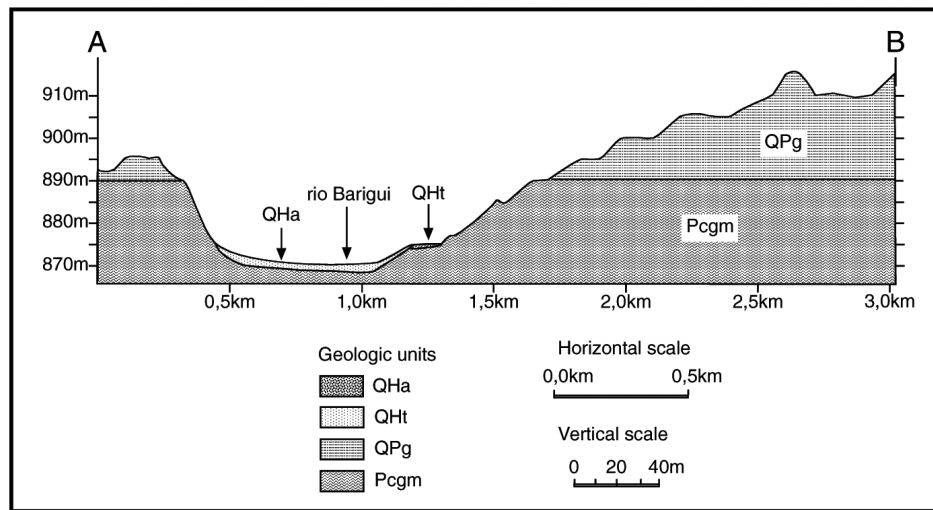 A B
910m
900m
890m
880m
870m
QPg
Pcgm
QHa
rio Barigui
QHt
0,5km 1,0km 1,5km 2,0km 2,5km 3,0km
Geologic units
QHa
QHt
QPg
Pcgm
Horizontal scale
0,0km 0,5km
Vertical scale
0 20 40m